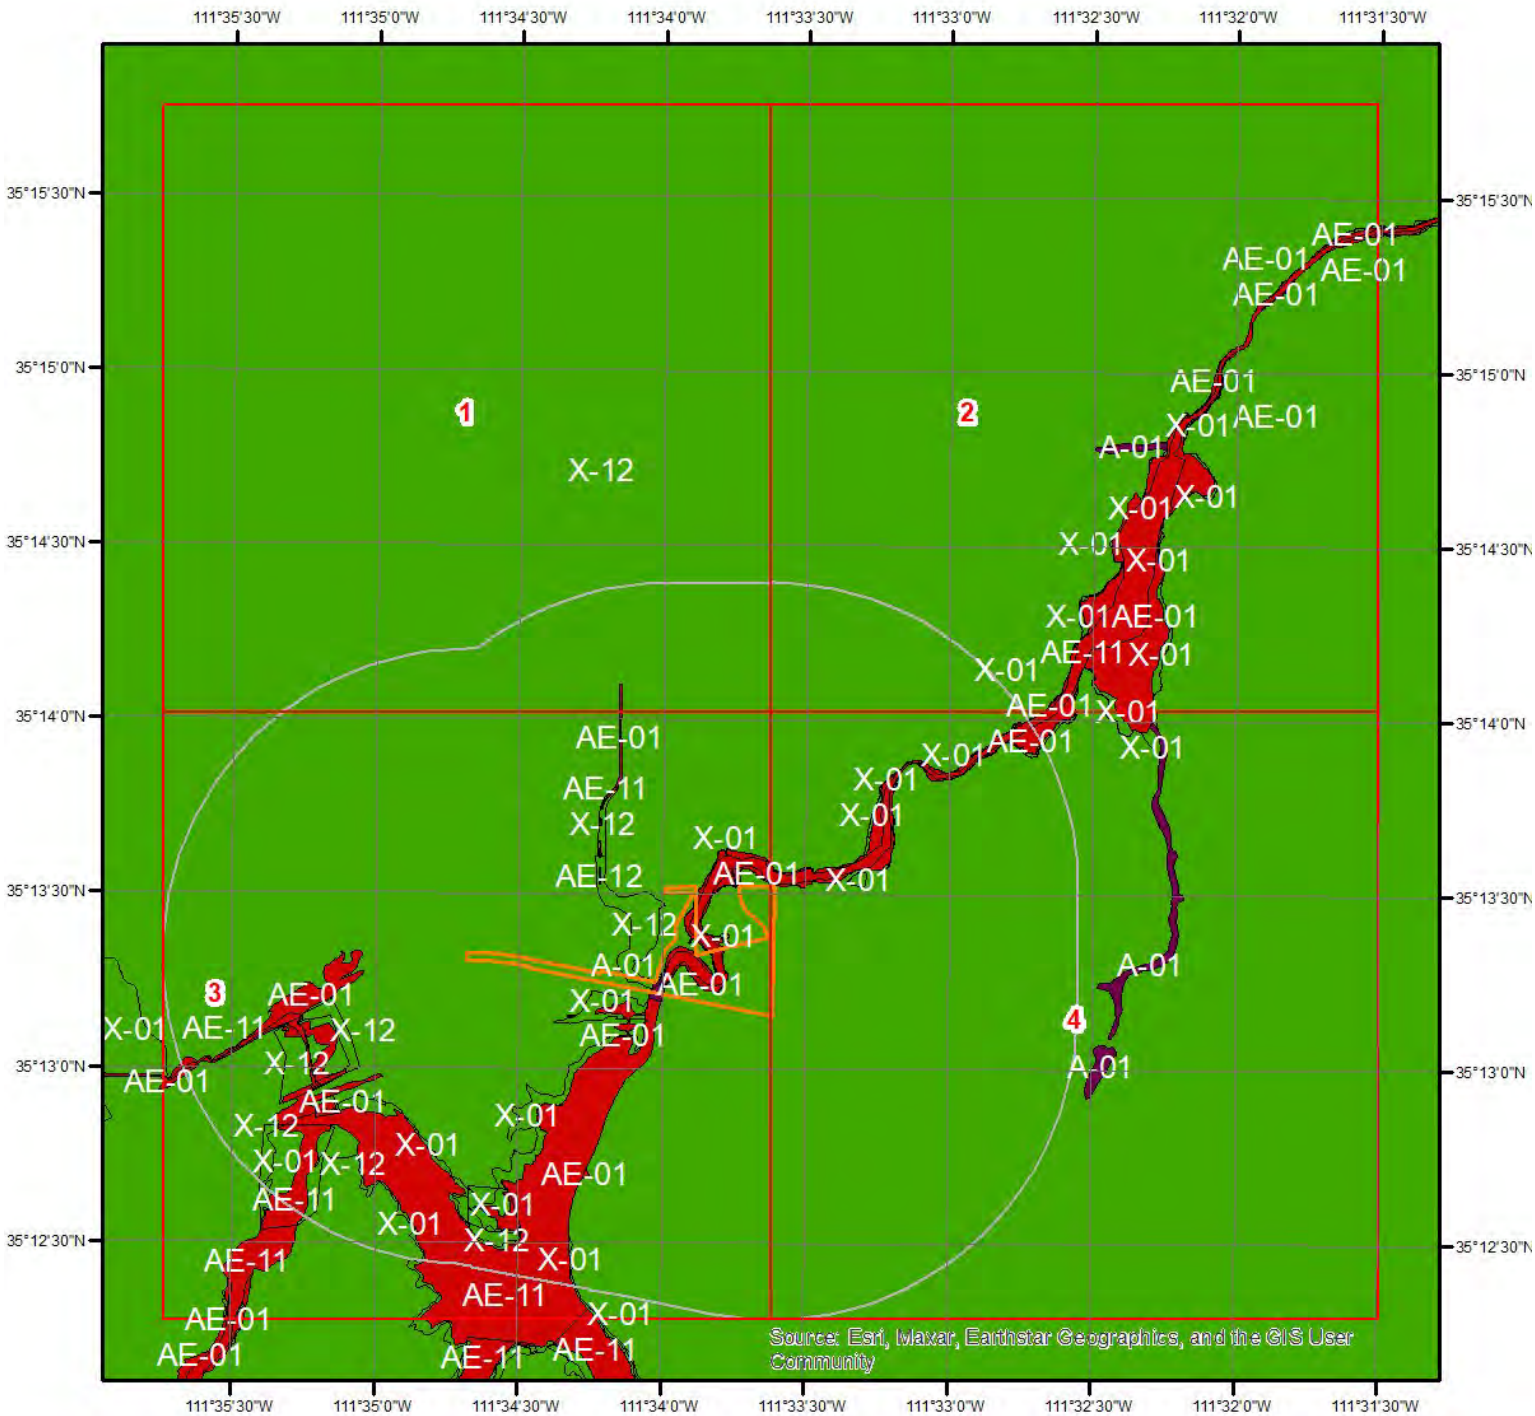 111°35'30"W 111°35'0"W 111°34'30"W 111°34'0"W 111°33'30"W 111°33'0"W 111°32'30"W 111°32'0"W 111°31'30"W
35°15'30"N
35°15'30"N
AE-01
AE-01
AE-01
AE-01
35°15'0"N
35°15'0"N
AE-01
1
2
AE-01
X-01
A-01
X-12
X-01
X-01
35°14'30"N
X-01
35°14'30"N
X-01
X-01
AE-01
AE-11
X-01
X-01
AE-01
X-01
35°14'0"N
35°14'0"N
AE-01
AE-01
X-01
X-01
X-01
AE-11
X-01
X-12
X-01
AE-01
AE-12
X-01
35°13'30"N
35°13'30"N
X-12
X-01
A-01
A-01
AE-01
3
AE-01
X-01
4
X-01
AE-11
X-12
AE-01
X-12
35°13'0"N
A-01
35°13'0"N
AE-01
AE-01
X-12
X-01
X-01
X-01
X-12
AE-01
AE-11
X-01
X-01
X-12
35°12'30"N
35°12'30"N
AE-11
X-01
AE-11
AE-01
X-01
AE-01
AE-11
AE-11
Source: Esri, Maxar, Earthstar Geographics, and the GIS User
Community
111°35'30"W 111°35'0"W 111°34'30"W 111°34'0"W 111°33'30"W 111°33'0"W 111°32'30"W 111°32'0"W 111°31'30"W